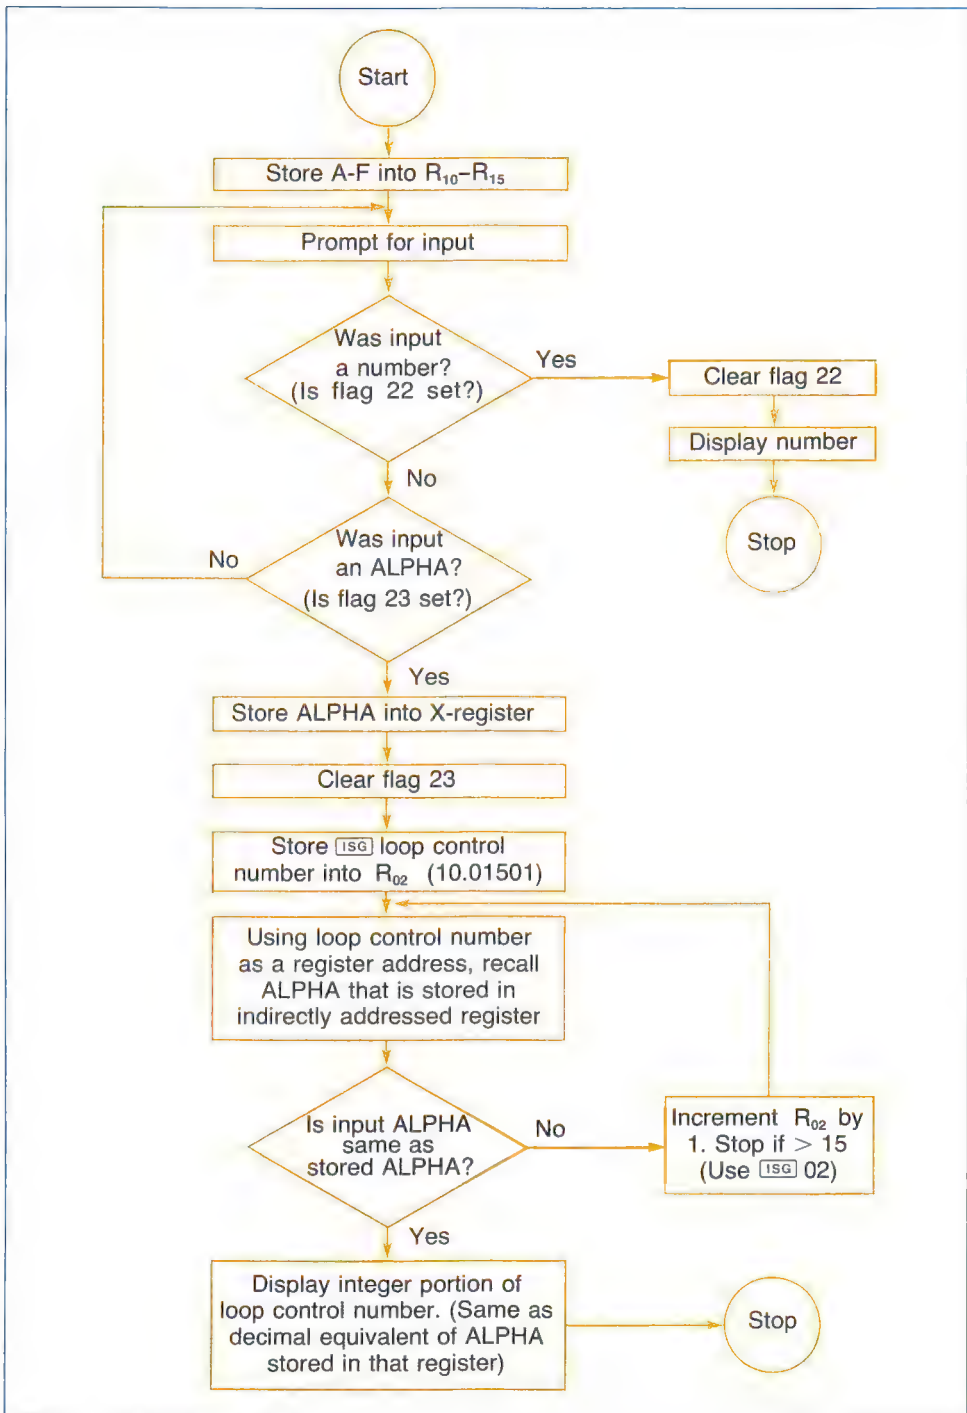 Start
Store A-F into R₁₀–R₁₅
Prompt for input
Was input
a number?
(Is flag 22 set?)
Yes
Clear flag 22
Display number
Stop
No
Was input
an ALPHA?
(Is flag 23 set?)
No
Yes
Store ALPHA into X-register
Clear flag 23
Store ISG loop control
number into R₀₂ (10.01501)
Using loop control number
as a register address, recall
ALPHA that is stored in
indirectly addressed register
Is input ALPHA
same as
stored ALPHA?
No
Increment R₀₂ by
1. Stop if > 15
(Use ISG 02)
Yes
Display integer portion of
loop control number. (Same as
decimal equivalent of ALPHA
stored in that register)
Stop